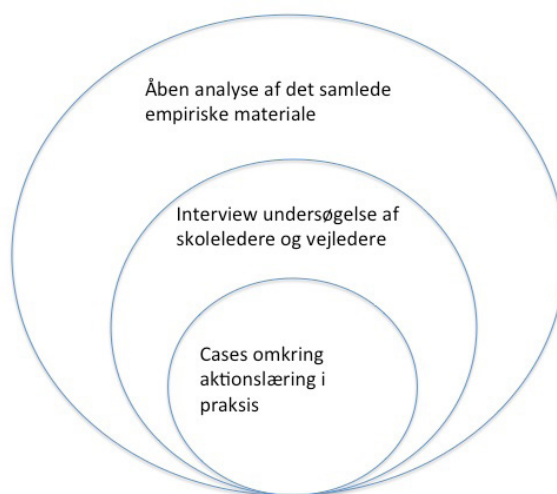 Åben analyse af det samlede
empiriske materiale
Interview undersøgelse af
skoleledere og vejledere
Cases omkring
aktionslæring i
praksis